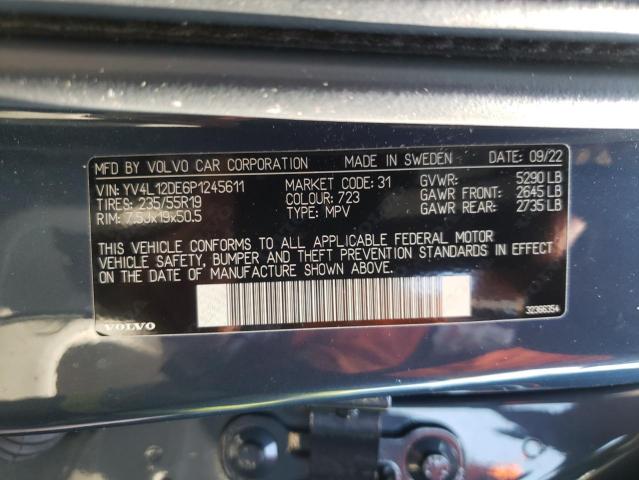 MFD BY VOLVO CAR CORPORATION MADE IN SWEDEN DATE: 09/22
VIN: YV4L12DE6P1245611 MARKET CODE: 31 GVWR: 5290 LB
TIRES: 235/55R19 COLOUR: 723 GAWR FRONT: 2645 LB
RIM: 7.5Jx19x50.5 TYPE: MPV GAWR REAR: 2735 LB
THIS VEHICLE CONFORMS TO ALL APPLICABLE FEDERAL MOTOR
VEHICLE SAFETY, BUMPER AND THEFT PREVENTION STANDARDS IN EFFECT
ON THE DATE OF MANUFACTURE SHOWN ABOVE.
VOLVO 32366354